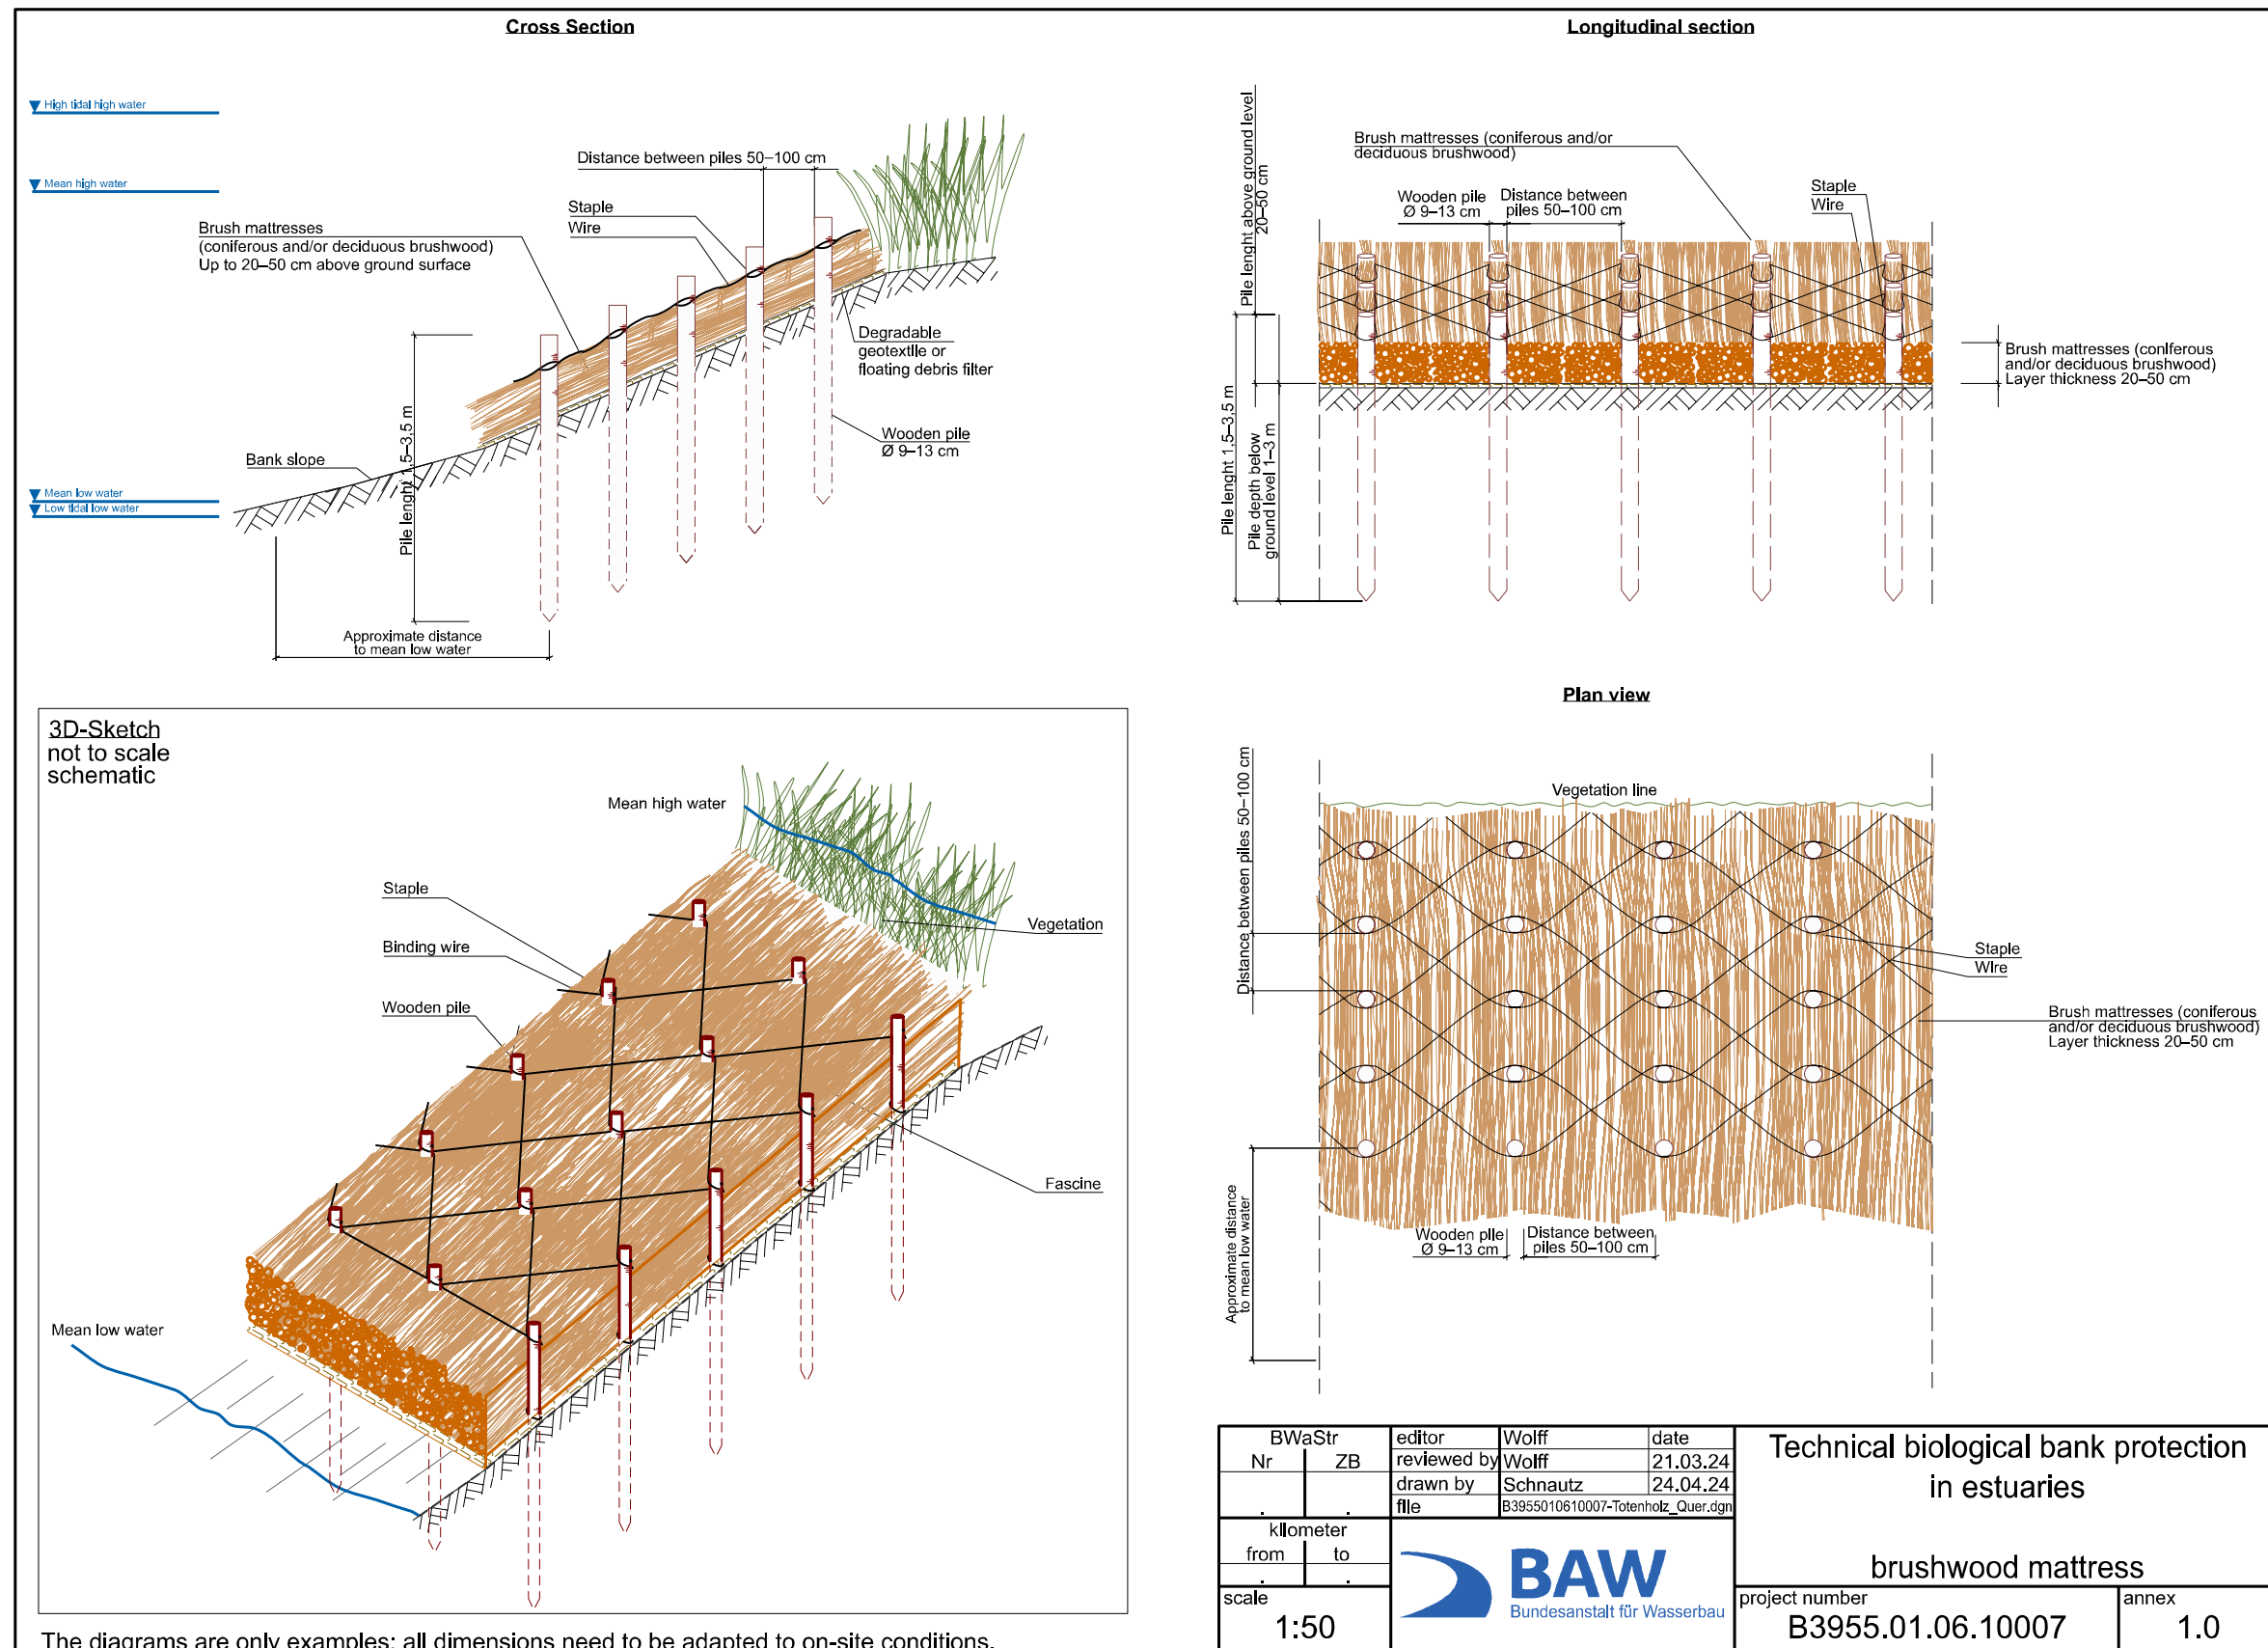 Cross Section
High tidal high water
Mean high water
Distance between piles 50–100 cm
Staple
Wire
Brush mattresses
(coniferous and/or deciduous brushwood)
Up to 20–50 cm above ground surface
Degradable
geotextile or
floating debris filter
Wooden pile
Ø 9–13 cm
Bank slope
Pile lenght 1,5–3,5 m
Mean low water
Low tidal low water
Approximate distance
to mean low water
Longitudinal section
Pile lenght above ground level
20–50 cm
Brush mattresses (coniferous and/or
deciduous brushwood)
Wooden pile
Ø 9–13 cm
Distance between
piles 50–100 cm
Staple
Wire
Brush mattresses (coniferous
and/or deciduous brushwood)
Layer thickness 20–50 cm
Pile lenght 1,5–3,5 m
Pile depth below
ground level 1–3 m
3D-Sketch
not to scale
schematic
Mean high water
Staple
Binding wire
Wooden pile
Vegetation
Fascine
Mean low water
Plan view
Distance between piles 50–100 cm
Vegetation line
Staple
Wire
Brush mattresses (coniferous
and/or deciduous brushwood)
Layer thickness 20–50 cm
Approximate distance
to mean low water
Wooden pile
Ø 9–13 cm
Distance between
piles 50–100 cm
BWaStr
Nr ZB
. .
kilometer
from to
. .
scale
1:50
editor Wolff date
reviewed by Wolff 21.03.24
drawn by Schnautz 24.04.24
file B3955010610007-Totenholz_Quer.dgn
BAW
Bundesanstalt für Wasserbau
Technical biological bank protection
in estuaries
brushwood mattress
project number
B3955.01.06.10007
annex
1.0
The diagrams are only examples; all dimensions need to be adapted to on-site conditions.